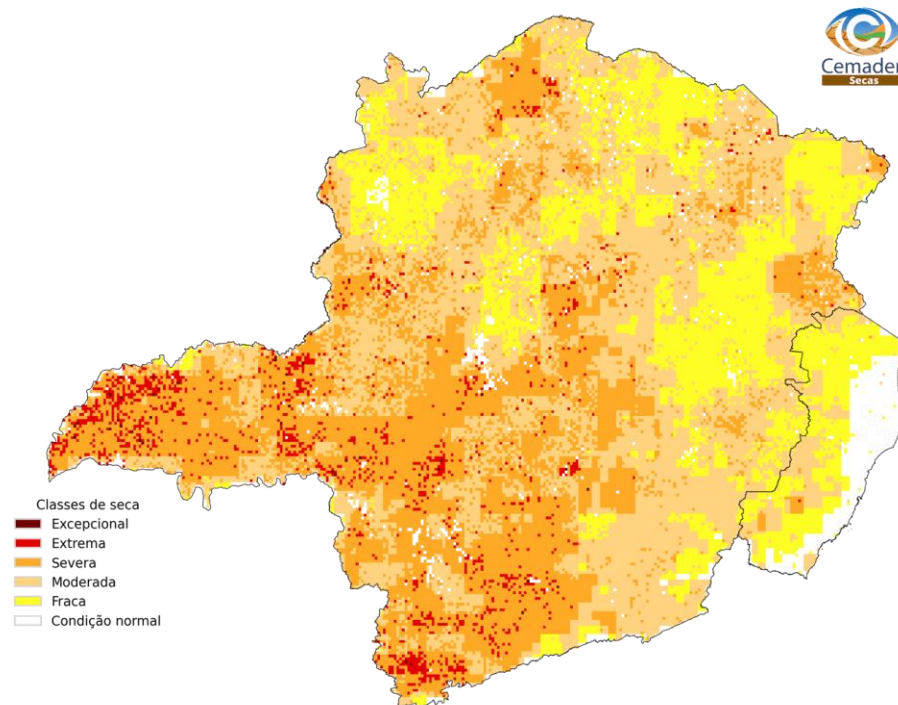 Cemaden
Secas
Classes de seca
Excepcional
Extrema
Severa
Moderada
Fraca
Condição normal